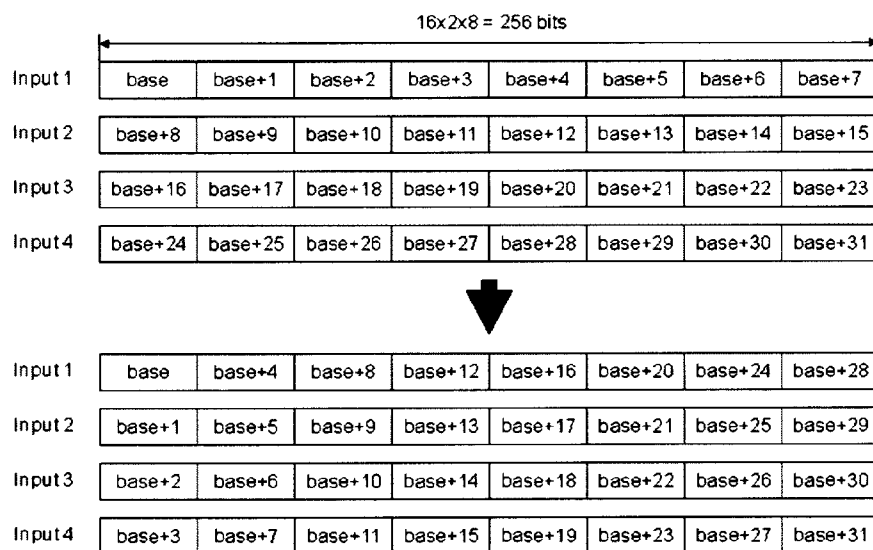 16x2x8 = 256 bits
Input 1 base base+1 base+2 base+3 base+4 base+5 base+6 base+7
Input 2 base+8 base+9 base+10 base+11 base+12 base+13 base+14 base+15
Input 3 base+16 base+17 base+18 base+19 base+20 base+21 base+22 base+23
Input 4 base+24 base+25 base+26 base+27 base+28 base+29 base+30 base+31
Input 1 base base+4 base+8 base+12 base+16 base+20 base+24 base+28
Input 2 base+1 base+5 base+9 base+13 base+17 base+21 base+25 base+29
Input 3 base+2 base+6 base+10 base+14 base+18 base+22 base+26 base+30
Input 4 base+3 base+7 base+11 base+15 base+19 base+23 base+27 base+31